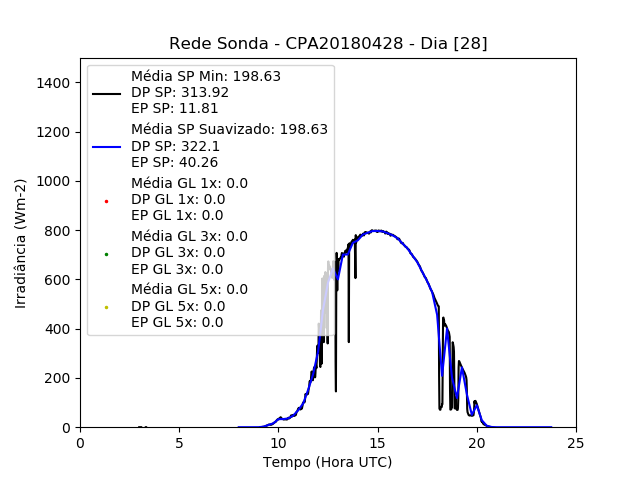 Rede Sonda - CPA20180428 - Dia [28]
Irradiância (Wm-2)
1400
1200
1000
800
600
400
200
0
Média SP Min: 198.63
DP SP: 313.92
EP SP: 11.81
Média SP Suavizado: 198.63
DP SP: 322.1
EP SP: 40.26
Média GL 1x: 0.0
DP GL 1x: 0.0
EP GL 1x: 0.0
Média GL 3x: 0.0
DP GL 3x: 0.0
EP GL 3x: 0.0
Média GL 5x: 0.0
DP GL 5x: 0.0
EP GL 5x: 0.0
0 5 10 15 20 25
Tempo (Hora UTC)